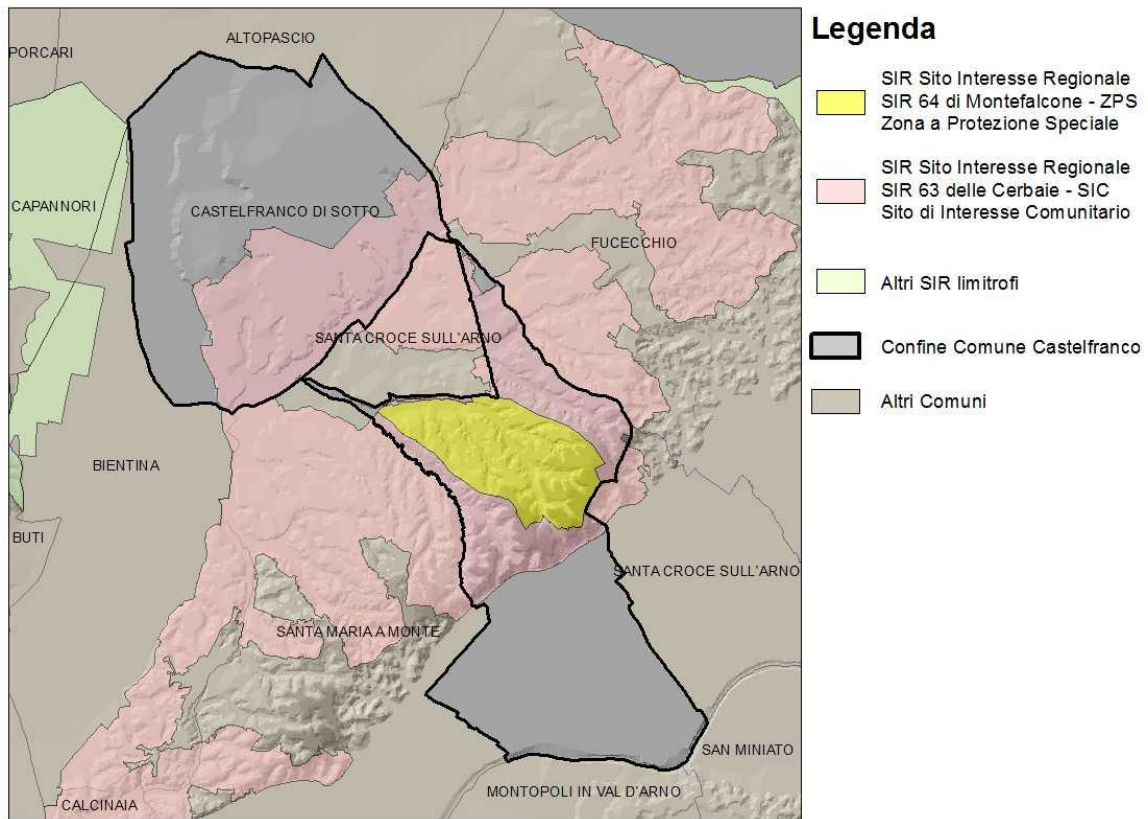 ALTOPASCIO
PORCARI
CAPANNORI
CASTELFRANCO DI SOTTO
FUCECCHIO
SANTA CROCE SULL'ARNO
BIENTINA
BUTI
SANTA CROCE SULL'ARNO
SANTA MARIA A MONTE
SAN MINIATO
MONTOPOLI IN VAL D'ARNO
CALCINAIA
Legenda
SIR Sito Interesse Regionale
SIR 64 di Montefalcone - ZPS
Zona a Protezione Speciale
SIR Sito Interesse Regionale
SIR 63 delle Cerbaie - SIC
Sito di Interesse Comunitario
Altri SIR limitrofi
Confine Comune Castelfranco
Altri Comuni